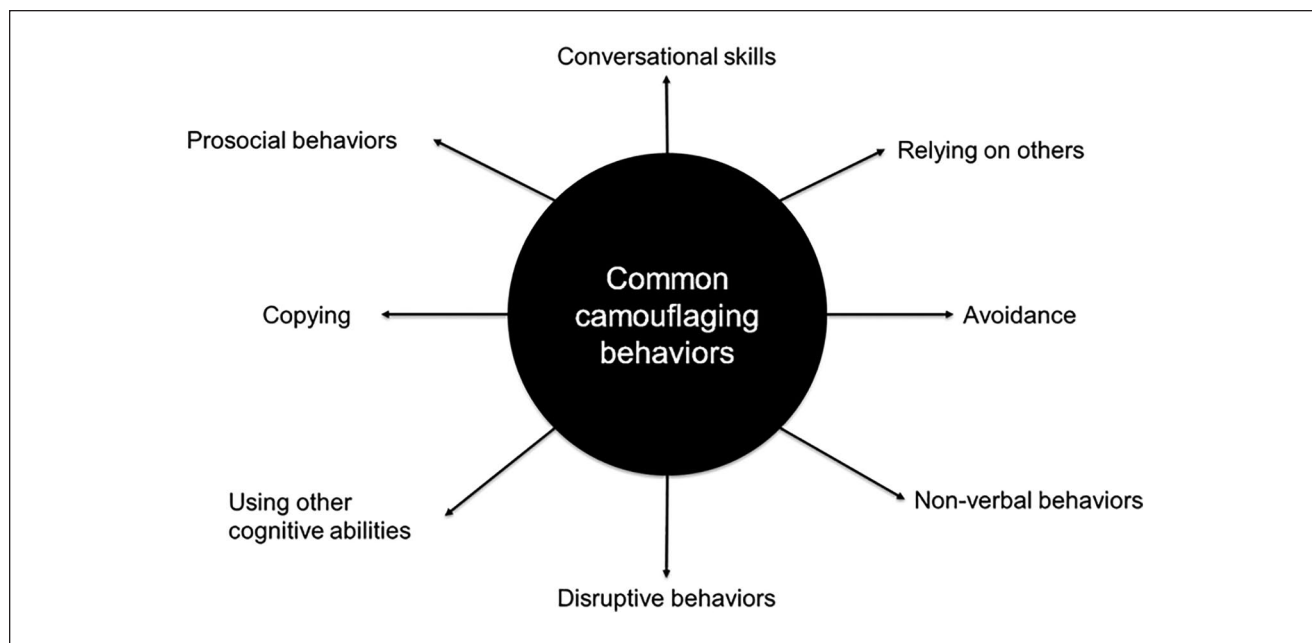 Conversational skills
Prosocial behaviors
Relying on others
Common
camouflaging
behaviors
Copying
Avoidance
Using other
cognitive abilities
Non-verbal behaviors
Disruptive behaviors